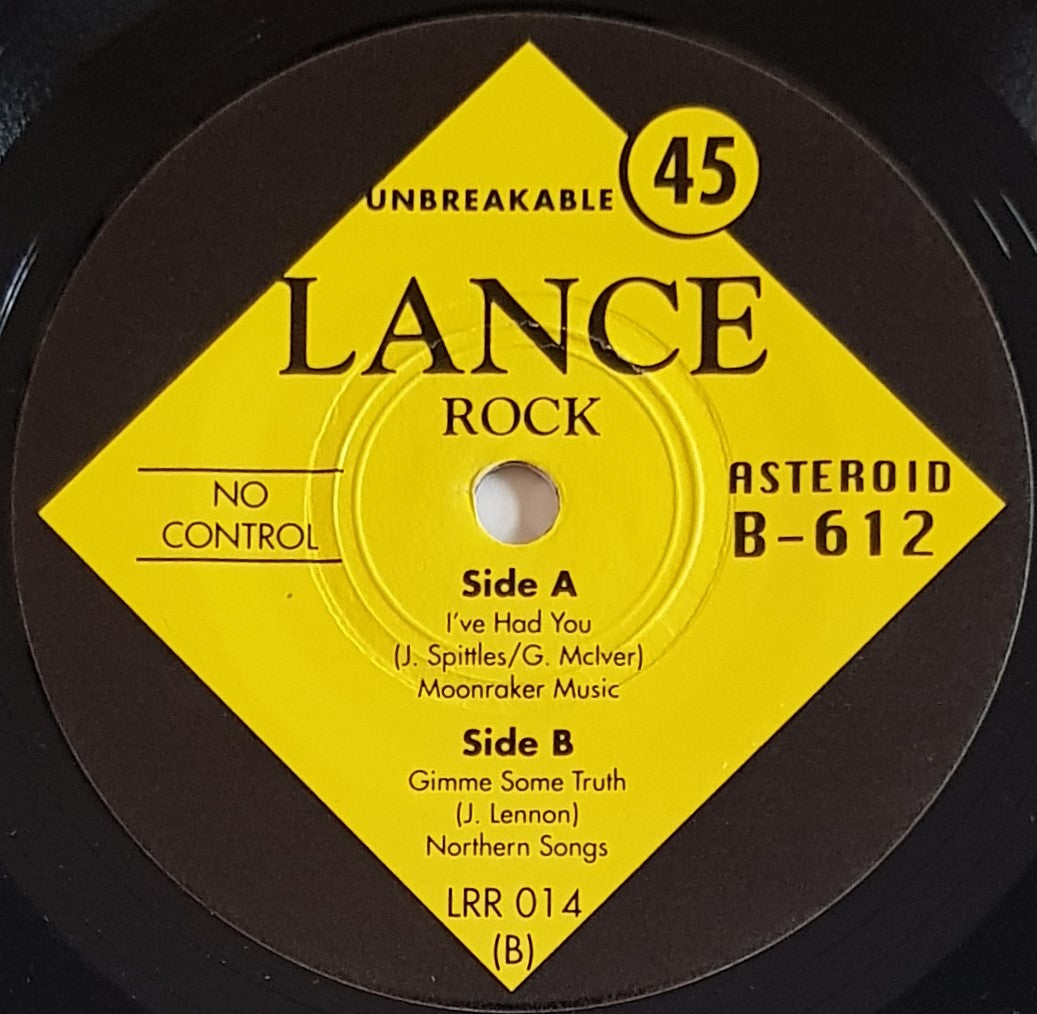 UNBREAKABLE
45
LANCE
ROCK
NO
CONTROL
ASTEROID
B-612
Side A
I've Had You
(J. Spittles/G. McIver)
Moonraker Music
Side B
Gimme Some Truth
(J. Lennon)
Northern Songs
LRR 014
(B)